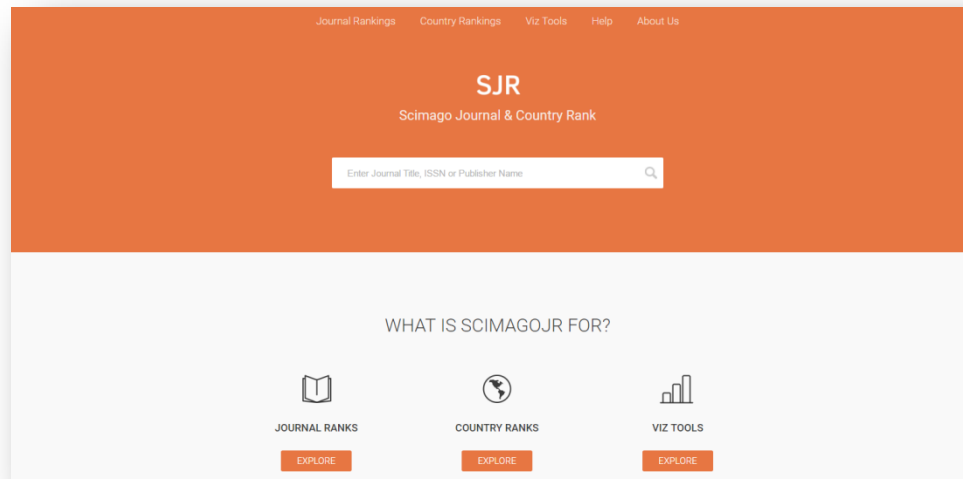 Journal Rankings Country Rankings Viz Tools Help About Us
SJR
Scimago Journal & Country Rank
Enter Journal Title, ISSN or Publisher Name
WHAT IS SCIMAGOJR FOR?
JOURNAL RANKS COUNTRY RANKS VIZ TOOLS
EXPLORE EXPLORE EXPLORE